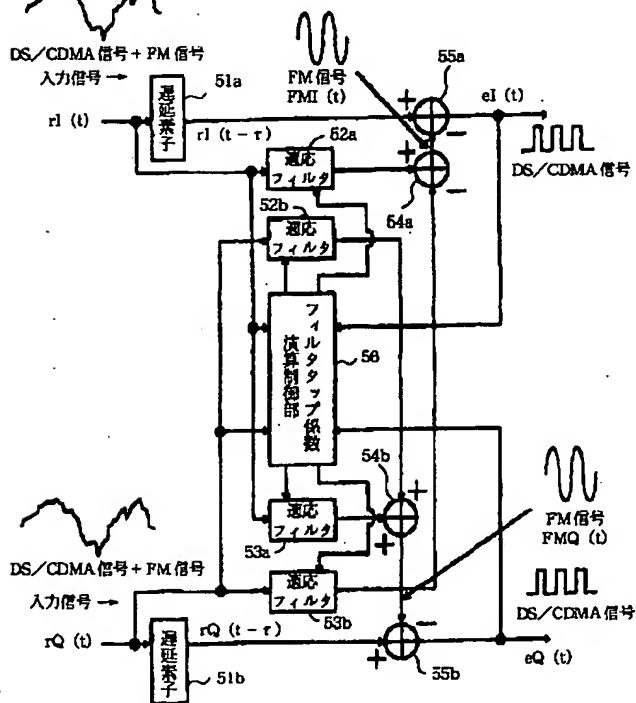 DS/CDMA信号+FM信号
入力信号→
rI (t)
遅延素子
51a
rI (t-τ)
FM信号
FMI (t)
55a
+
−
eI (t)
DS/CDMA信号
52a
適応
フィルタ
+
−
54a
52b
適応
フィルタ
フィルタタップ係数
演算制御部
56
54b
適応
フィルタ
53a
+
+
FM信号
FMQ (t)
DS/CDMA信号+FM信号
入力信号→
適応
フィルタ
53b
DS/CDMA信号
rQ (t)
遅延素子
51b
rQ (t-τ)
+
−
55b
eQ (t)